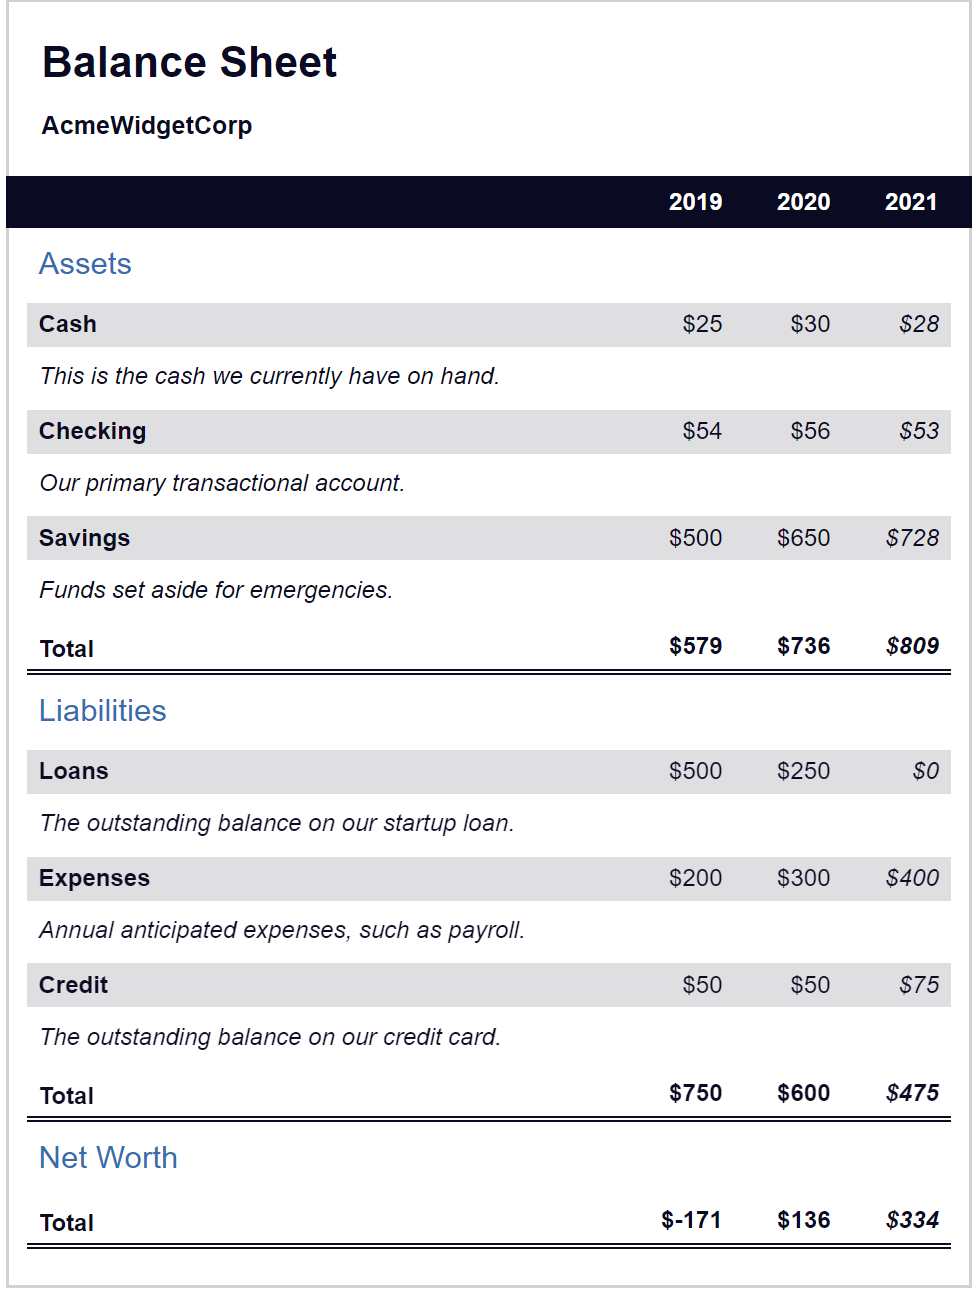 Balance Sheet
AcmeWidgetCorp
2019 2020 2021
Assets
Cash $25 $30 $28
This is the cash we currently have on hand.
Checking $54 $56 $53
Our primary transactional account.
Savings $500 $650 $728
Funds set aside for emergencies.
Total $579 $736 $809
Liabilities
Loans $500 $250 $0
The outstanding balance on our startup loan.
Expenses $200 $300 $400
Annual anticipated expenses, such as payroll.
Credit $50 $50 $75
The outstanding balance on our credit card.
Total $750 $600 $475
Net Worth
Total $-171 $136 $334